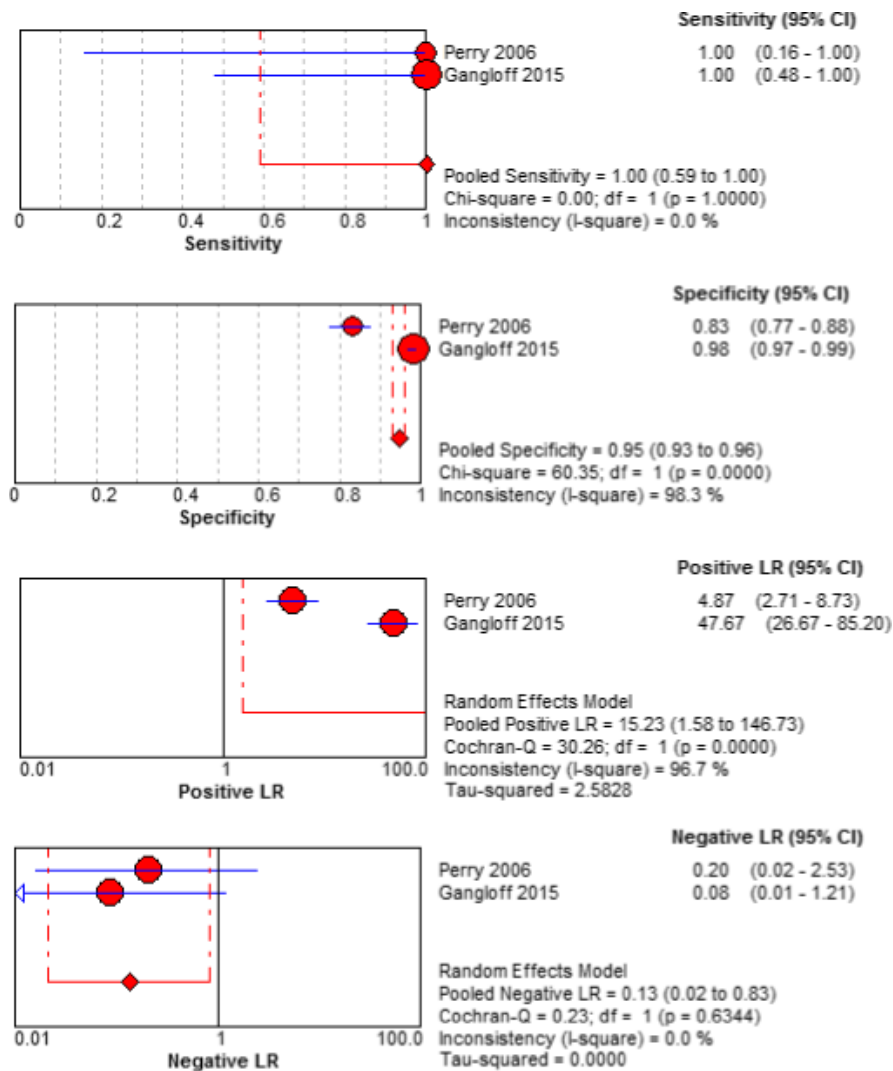 Sensitivity (95% CI)
Perry 2006 1.00 (0.16 - 1.00)
Gangloff 2015 1.00 (0.48 - 1.00)
Pooled Sensitivity = 1.00 (0.59 to 1.00)
Chi-square = 0.00; df = 1 (p = 1.0000)
Inconsistency (I-square) = 0.0 %
0 0.2 0.4 0.6 0.8 1
Sensitivity
Specificity (95% CI)
Perry 2006 0.83 (0.77 - 0.88)
Gangloff 2015 0.98 (0.97 - 0.99)
Pooled Specificity = 0.95 (0.93 to 0.96)
Chi-square = 60.35; df = 1 (p = 0.0000)
Inconsistency (I-square) = 98.3 %
0 0.2 0.4 0.6 0.8 1
Specificity
Positive LR (95% CI)
Perry 2006 4.87 (2.71 - 8.73)
Gangloff 2015 47.67 (26.67 - 85.20)
Random Effects Model
Pooled Positive LR = 15.23 (1.58 to 146.73)
Cochran-Q = 30.26; df = 1 (p = 0.0000)
Inconsistency (I-square) = 96.7 %
Tau-squared = 2.5828
0.01 1 100.0
Positive LR
Negative LR (95% CI)
Perry 2006 0.20 (0.02 - 2.53)
Gangloff 2015 0.08 (0.01 - 1.21)
Random Effects Model
Pooled Negative LR = 0.13 (0.02 to 0.83)
Cochran-Q = 0.23; df = 1 (p = 0.6344)
Inconsistency (I-square) = 0.0 %
Tau-squared = 0.0000
0.01 1 100.0
Negative LR